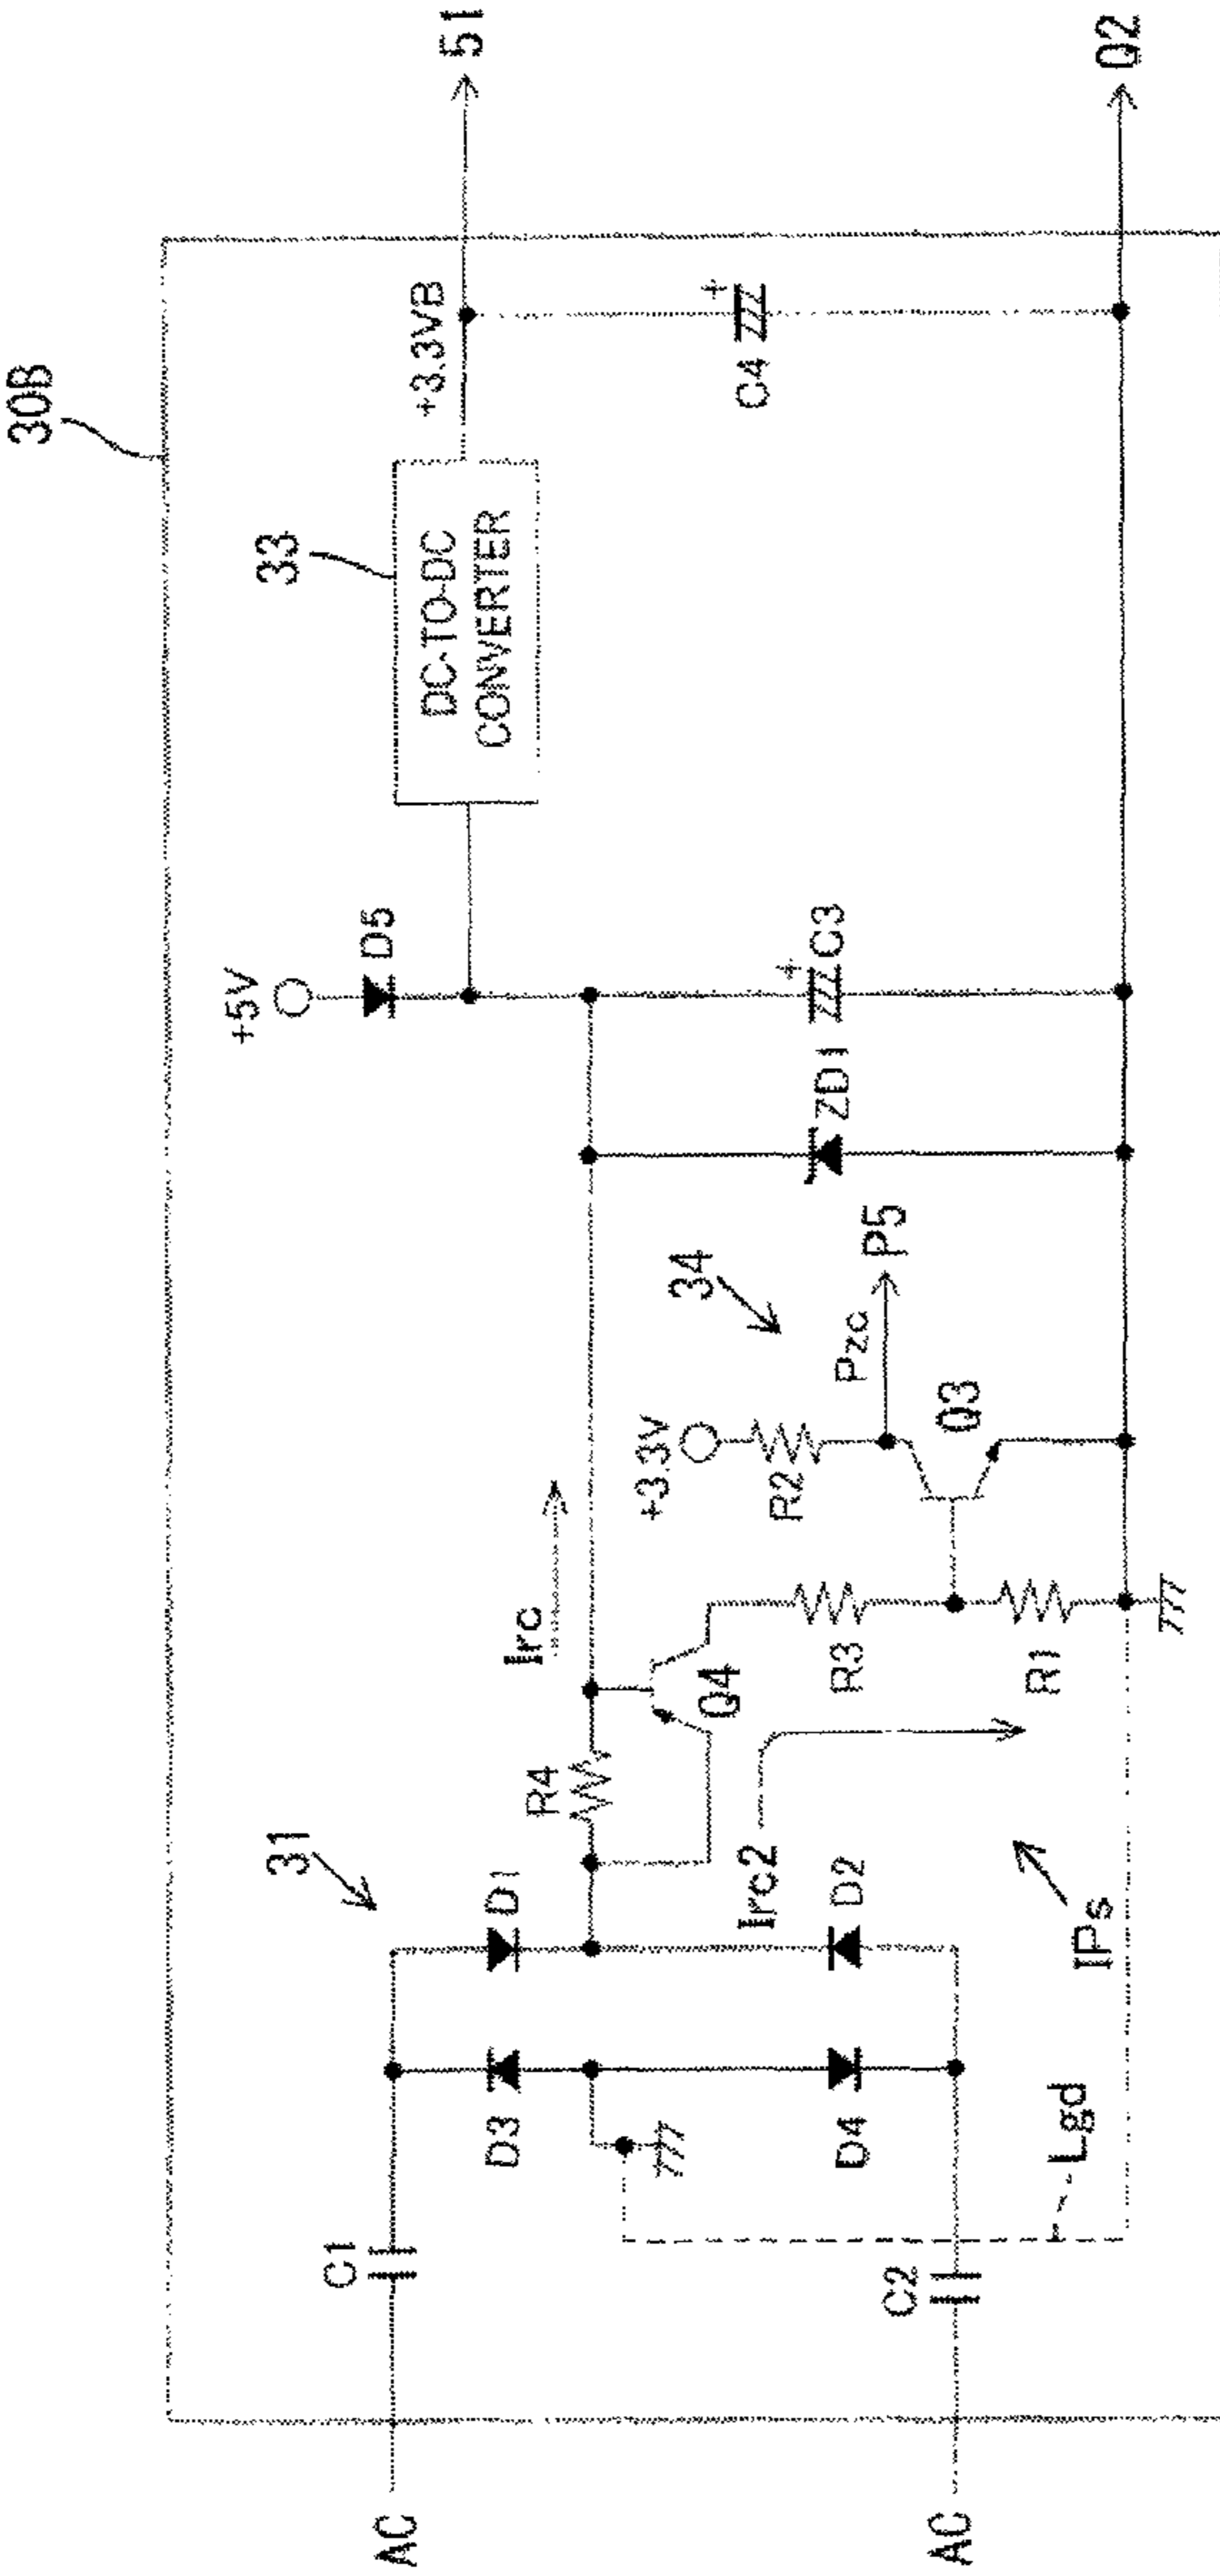 30B
33
+5V
D5
DC-TO-DC
CONVERTER
+3.3VB
51
31
Irc
C1
D3
D1
R4
34
+3.3V
R2
Pzc
P5
ZD1
C3
C4
Q4
Irc2
R3
Q3
C2
D4
D2
R1
IPs
Lgd
AC
AC
Q2